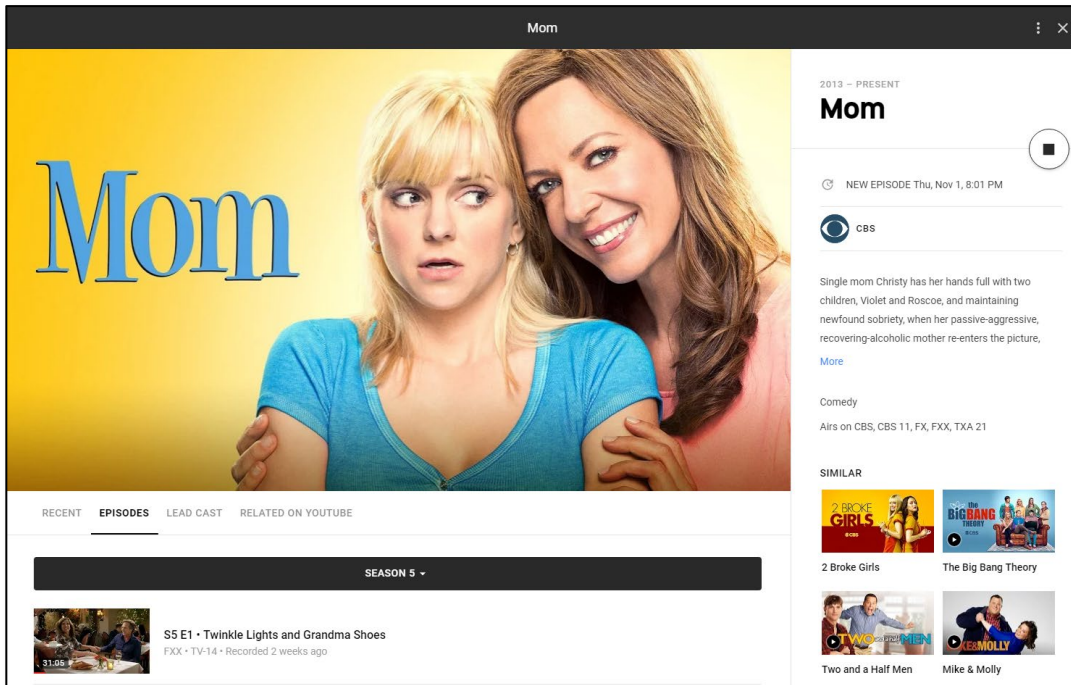 Mom
Mom
2013 – PRESENT
Mom
NEW EPISODE Thu, Nov 1, 8:01 PM
CBS
Single mom Christy has her hands full with two
children, Violet and Roscoe, and maintaining
newfound sobriety, when her passive-aggressive,
recovering-alcoholic mother re-enters the picture,
More
Comedy
Airs on CBS, CBS 11, FX, FXX, TXA 21
RECENT EPISODES LEAD CAST RELATED ON YOUTUBE
SEASON 5
31:05
S5 E1 • Twinkle Lights and Grandma Shoes
FXX • TV-14 • Recorded 2 weeks ago
SIMILAR
2 BROKE
GIRLS
CBS
the
BIGBANG
THEORY
CBS
2 Broke Girls
The Big Bang Theory
TWO and a half MEN
KE&MOLLY
Two and a Half Men
Mike & Molly